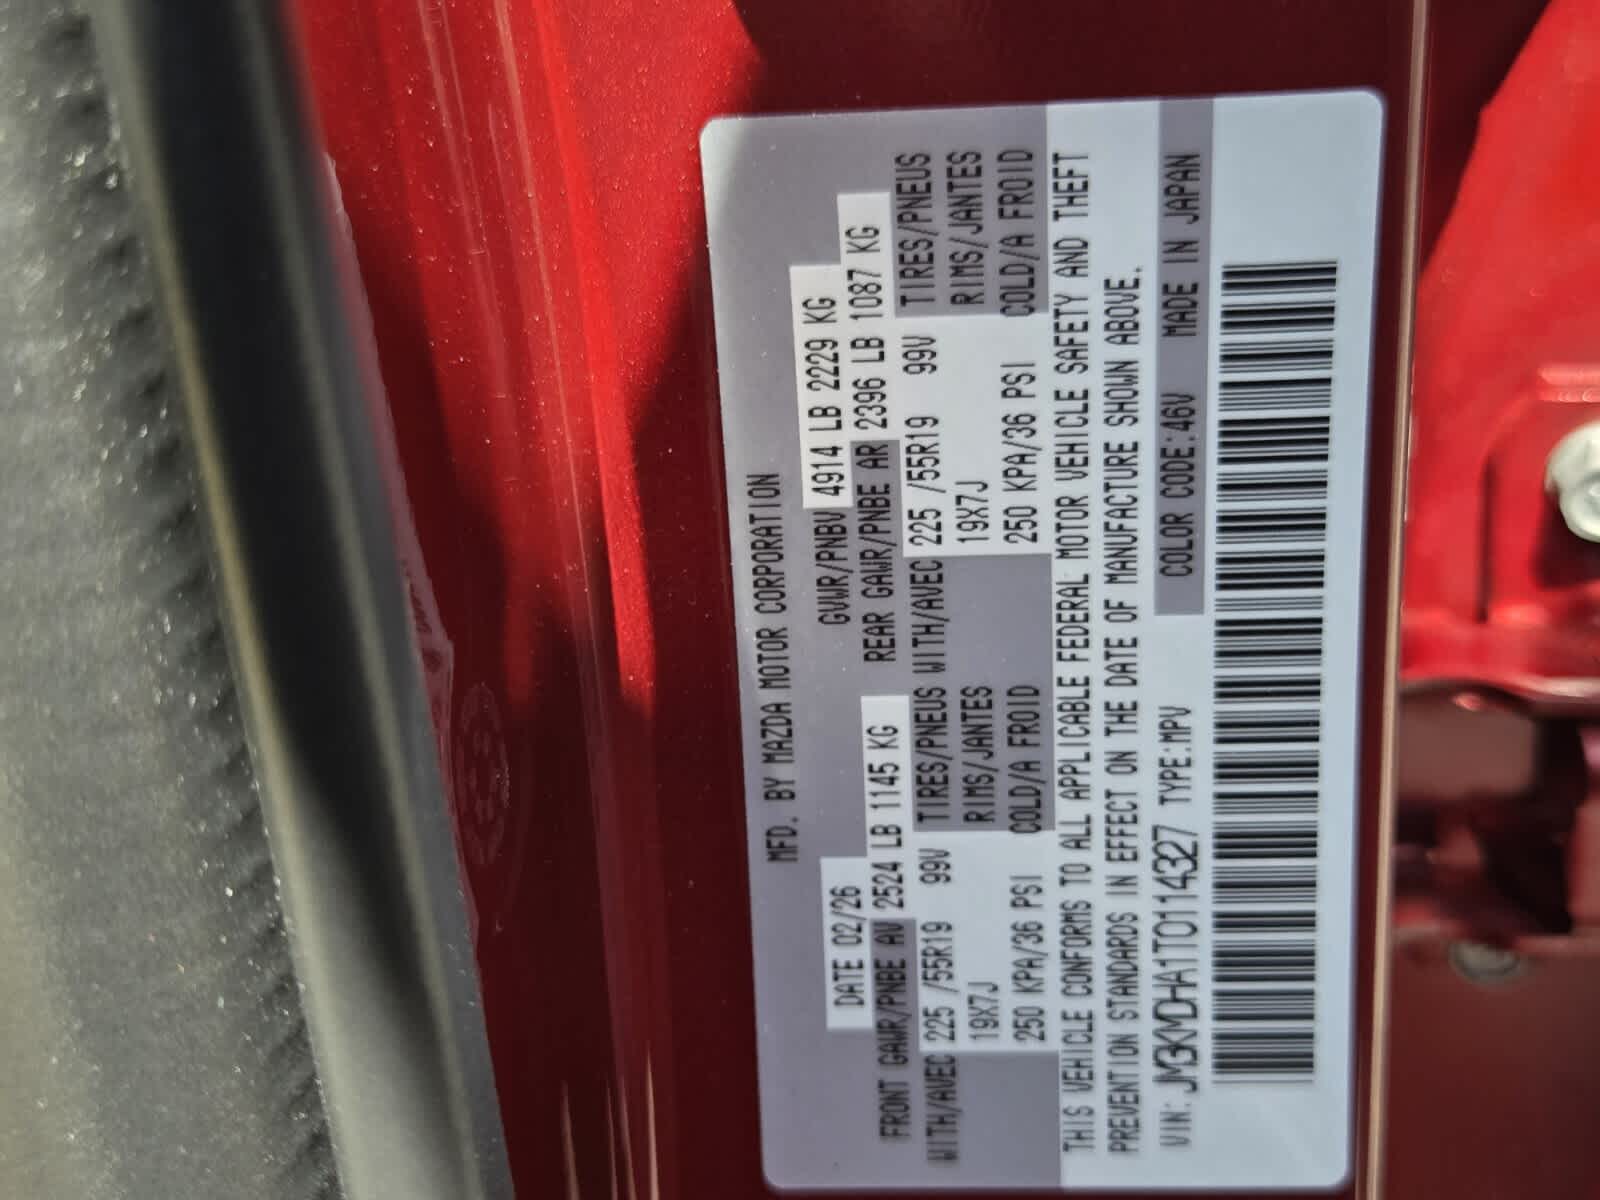 MFD. BY MAZDA MOTOR CORPORATION
DATE 02/26 GVWR/PNBV 4914 LB 2229 KG
FRONT GAWR/PNBE AV 2524 LB 1145 KG REAR GAWR/PNBE AR 2396 LB 1087 KG
WITH/AVEC 225 /55R19 99V TIRES/PNEUS WITH/AVEC 225 /55R19 99V TIRES/PNEUS
19X7J RIMS/JANTES 19X7J RIMS/JANTES
250 KPA/36 PSI COLD/A FROID 250 KPA/36 PSI COLD/A FROID
THIS VEHICLE CONFORMS TO ALL APPLICABLE FEDERAL MOTOR VEHICLE SAFETY AND THEFT
PREVENTION STANDARDS IN EFFECT ON THE DATE OF MANUFACTURE SHOWN ABOVE.
VIN: JM3KMDHA1T0114327 TYPE:MPV COLOR CODE:46V MADE IN JAPAN